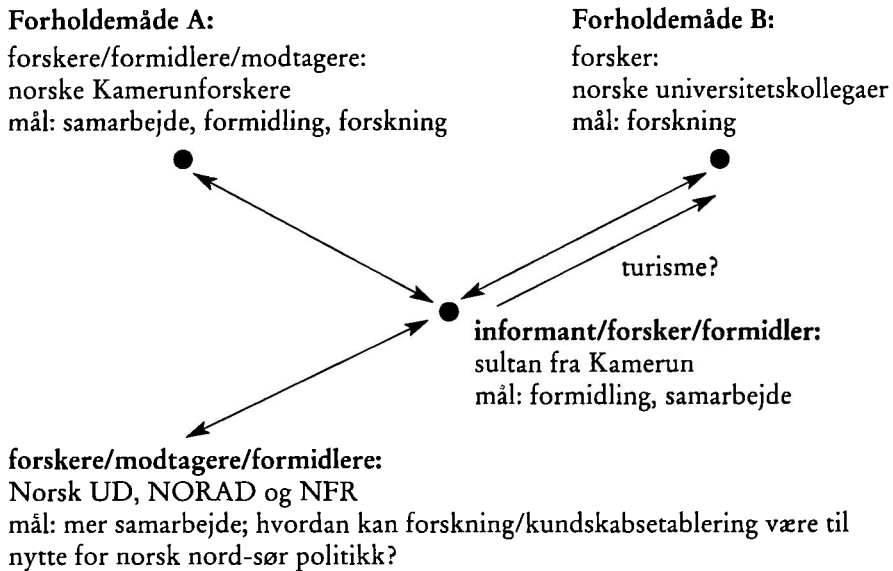 Forholdemåde A:
forskere/formidlere/modtagere:
norske Kamerunforskere
mål: samarbejde, formidling, forskning
Forholdemåde B:
forsker:
norske universitetskollegaer
mål: forskning
turisme?
informant/forsker/formidler:
sultan fra Kamerun
mål: formidling, samarbejde
forskere/modtagere/formidlere:
Norsk UD, NORAD og NFR
mål: mer samarbejde; hvordan kan forskning/kundskabsetablering være til
nytte for norsk nord-sør politikk?